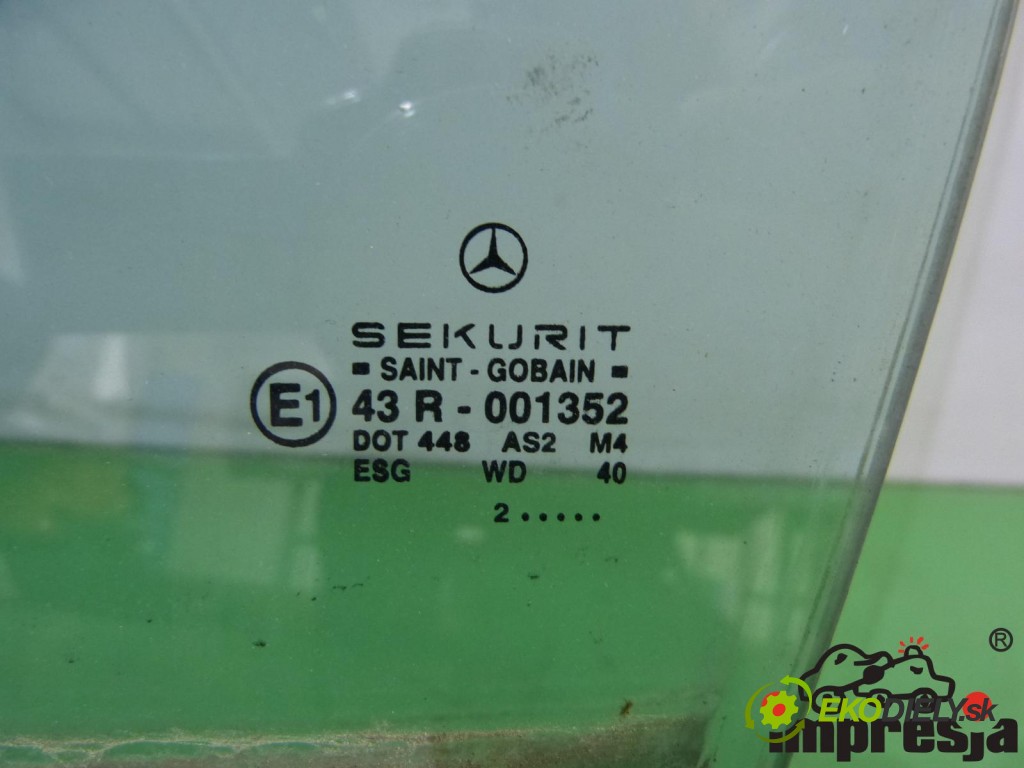 SEKURIT
SAINT - GOBAIN
E1
43 R - 001352
DOT 448 AS2 M4
ESG WD 40
2 .....
®
EKODIELY.sk
impresja